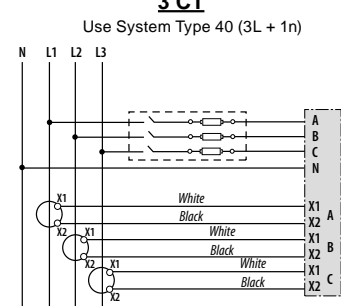 3 CT
Use System Type 40 (3L + 1n)
N L1 L2 L3
A
B
C
N
X1 White X1
Black X2 A
X2 X1 White X1
Black X2 B
X2 X1 White X1
Black X2 C
X2